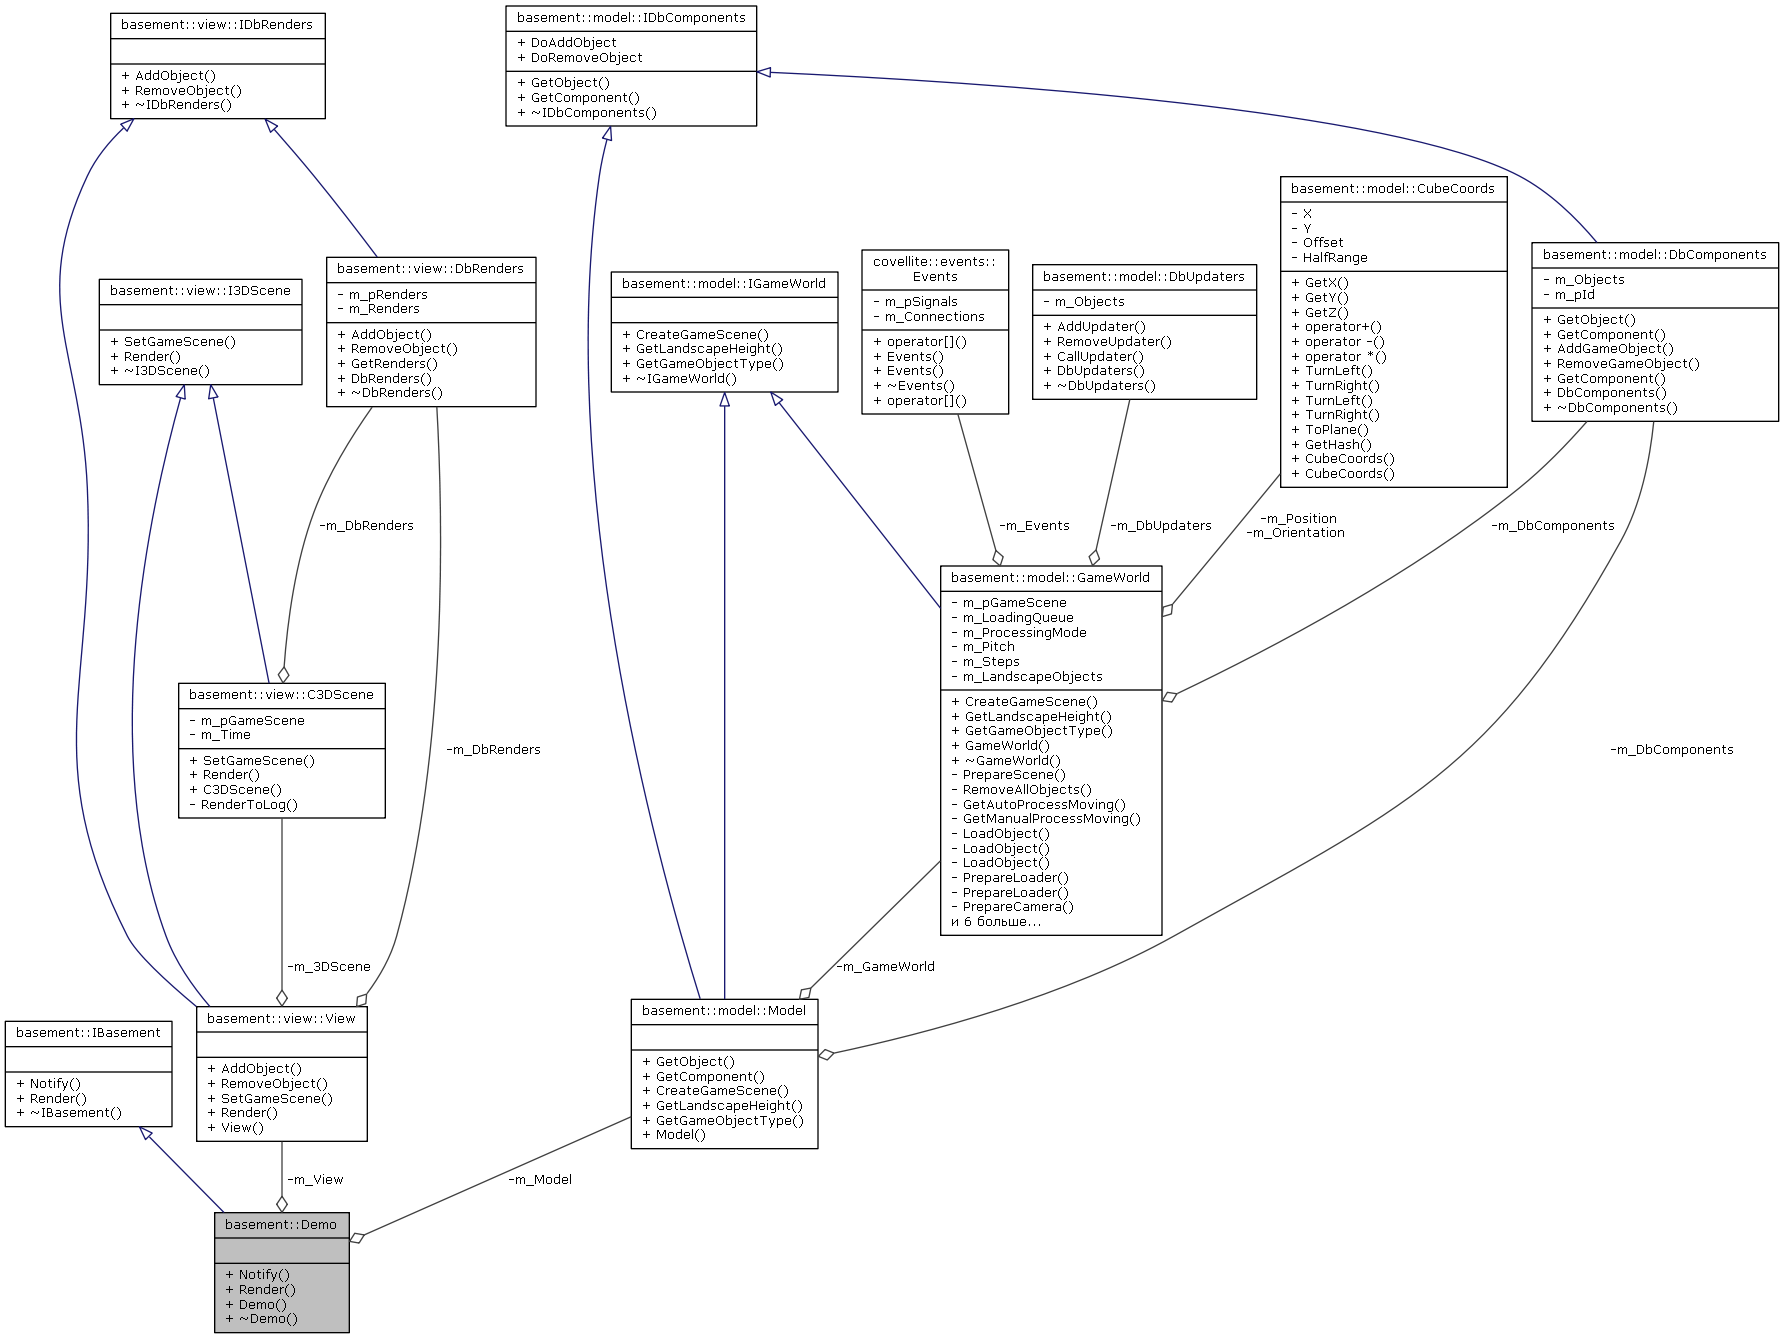 basement::view::IDbRenders
+ AddObject()
+ RemoveObject()
+ ~IDbRenders()
basement::model::IDbComponents
+ DoAddObject
+ DoRemoveObject
+ GetObject()
+ GetComponent()
+ ~IDbComponents()
basement::model::CubeCoords
- X
- Y
- Offset
- HalfRange
+ GetX()
+ GetY()
+ GetZ()
+ operator+()
+ operator -()
+ operator *()
+ TurnLeft()
+ TurnRight()
+ TurnLeft()
+ TurnRight()
+ ToPlane()
+ GetHash()
+ CubeCoords()
+ CubeCoords()
basement::model::DbComponents
- m_Objects
- m_pId
+ GetObject()
+ GetComponent()
+ AddGameObject()
+ RemoveGameObject()
+ GetComponent()
+ DbComponents()
+ ~DbComponents()
basement::view::I3DScene
+ SetGameScene()
+ Render()
+ ~I3DScene()
basement::view::DbRenders
- m_pRenders
- m_Renders
+ AddObject()
+ RemoveObject()
+ GetRenders()
+ DbRenders()
+ ~DbRenders()
basement::model::IGameWorld
+ CreateGameScene()
+ GetLandscapeHeight()
+ GetGameObjectType()
+ ~IGameWorld()
covellite::events::
Events
- m_pSignals
- m_Connections
+ operator[]()
+ Events()
+ Events()
+ ~Events()
+ operator[]()
basement::model::DbUpdaters
- m_Objects
+ AddUpdater()
+ RemoveUpdater()
+ CallUpdater()
+ DbUpdaters()
+ ~DbUpdaters()
-m_DbRenders
-m_Events
-m_DbUpdaters
-m_Position
-m_Orientation
-m_DbComponents
basement::model::GameWorld
- m_pGameScene
- m_LoadingQueue
- m_ProcessingMode
- m_Pitch
- m_Steps
- m_LandscapeObjects
+ CreateGameScene()
+ GetLandscapeHeight()
+ GetGameObjectType()
+ GameWorld()
+ ~GameWorld()
- PrepareScene()
- RemoveAllObjects()
- GetAutoProcessMoving()
- GetManualProcessMoving()
- LoadObject()
- LoadObject()
- LoadObject()
- PrepareLoader()
- PrepareLoader()
- PrepareCamera()
и 6 больше...
basement::view::C3DScene
- m_pGameScene
- m_Time
+ SetGameScene()
+ Render()
+ C3DScene()
- RenderToLog()
-m_DbRenders
-m_DbComponents
-m_3DScene
-m_GameWorld
basement::IBasement
+ Notify()
+ Render()
+ ~IBasement()
basement::view::View
+ AddObject()
+ RemoveObject()
+ SetGameScene()
+ Render()
+ View()
basement::model::Model
+ GetObject()
+ GetComponent()
+ CreateGameScene()
+ GetLandscapeHeight()
+ GetGameObjectType()
+ Model()
-m_View
-m_Model
basement::Demo
+ Notify()
+ Render()
+ Demo()
+ ~Demo()